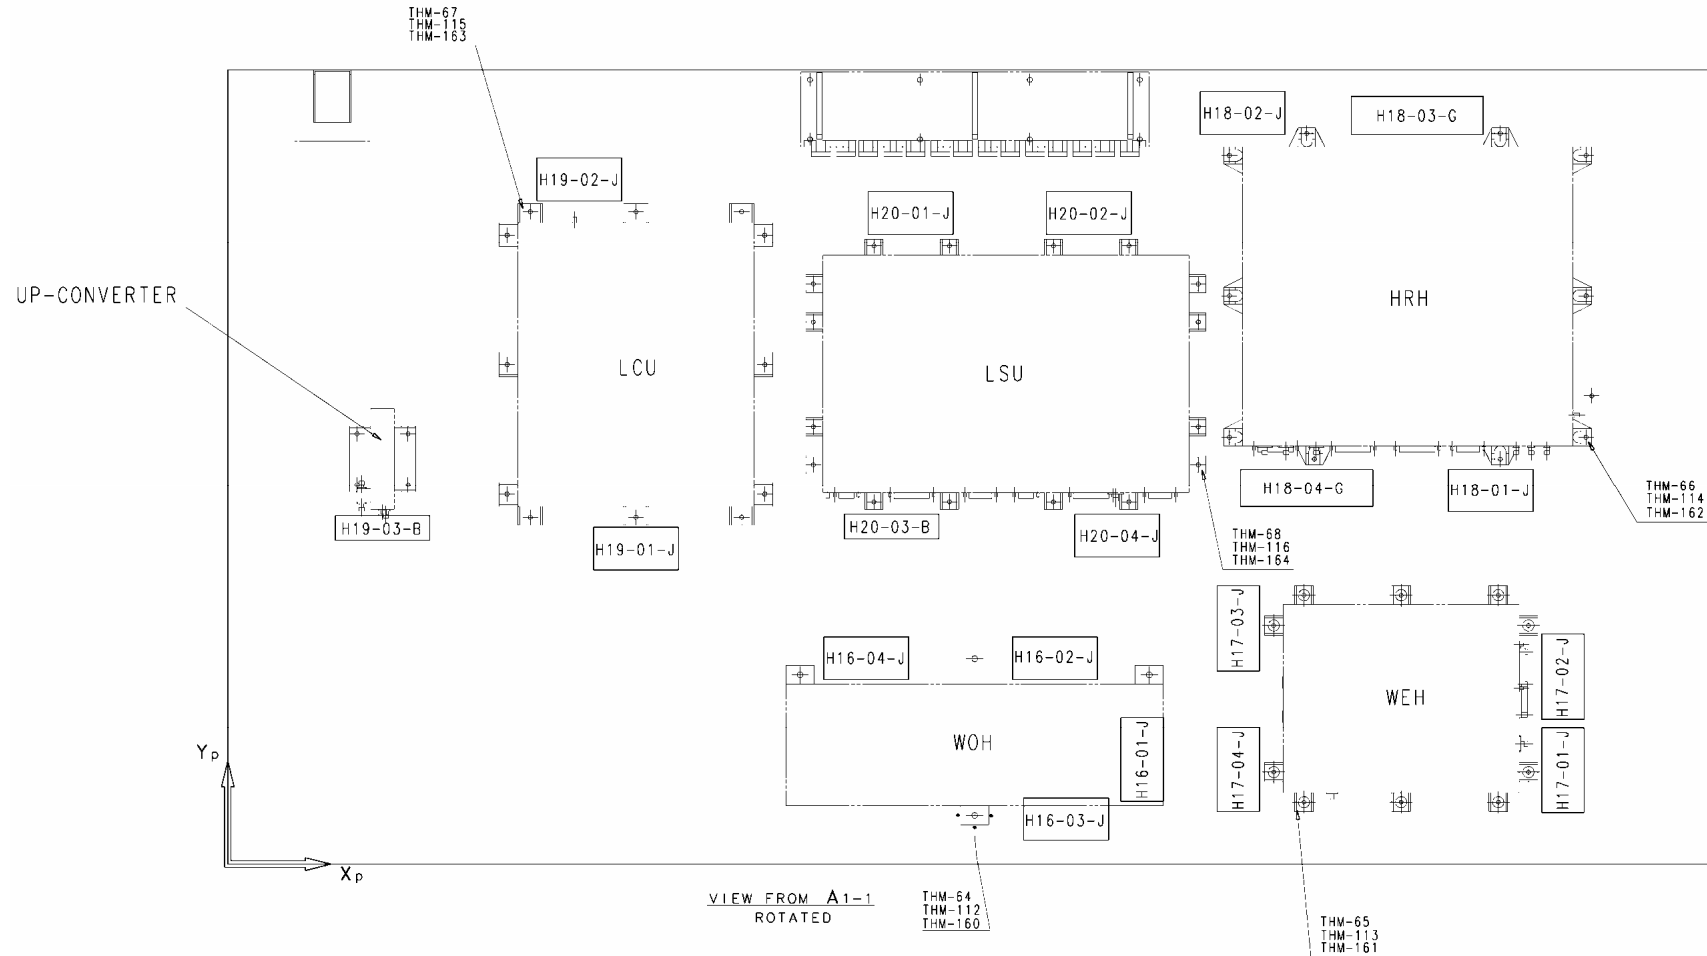 THM-67
THM-115
THM-163
H18-02-J
H18-03-G
H19-02-J
H20-01-J
H20-02-J
UP-CONVERTER
HRH
LCU
LSU
H18-04-G
H18-01-J
THM-66
THM-114
THM-162
H19-03-B
H20-03-B
H20-04-J
H19-01-J
THM-68
THM-116
THM-164
H17-03-J
H16-04-J
H16-02-J
H17-02-J
WEH
WOH
H16-01-J
H17-04-J
H17-01-J
Yp
H16-03-J
Xp
VIEW FROM A1-1
ROTATED
THM-64
THM-112
THM-160
THM-65
THM-113
THM-161